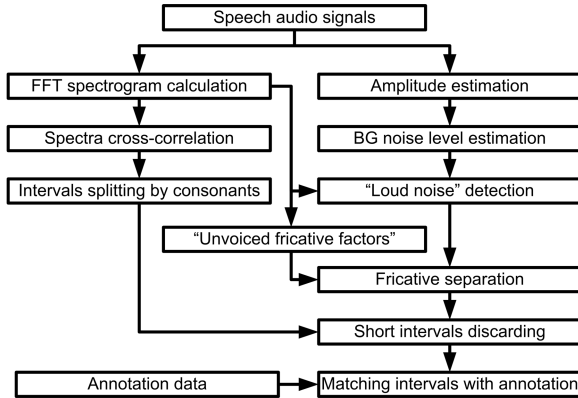 Speech audio signals
FFT spectrogram calculation
Amplitude estimation
Spectra cross-correlation
BG noise level estimation
Intervals splitting by consonants
“Loud noise” detection
“Unvoiced fricative factors”
Fricative separation
Short intervals discarding
Annotation data
Matching intervals with annotation